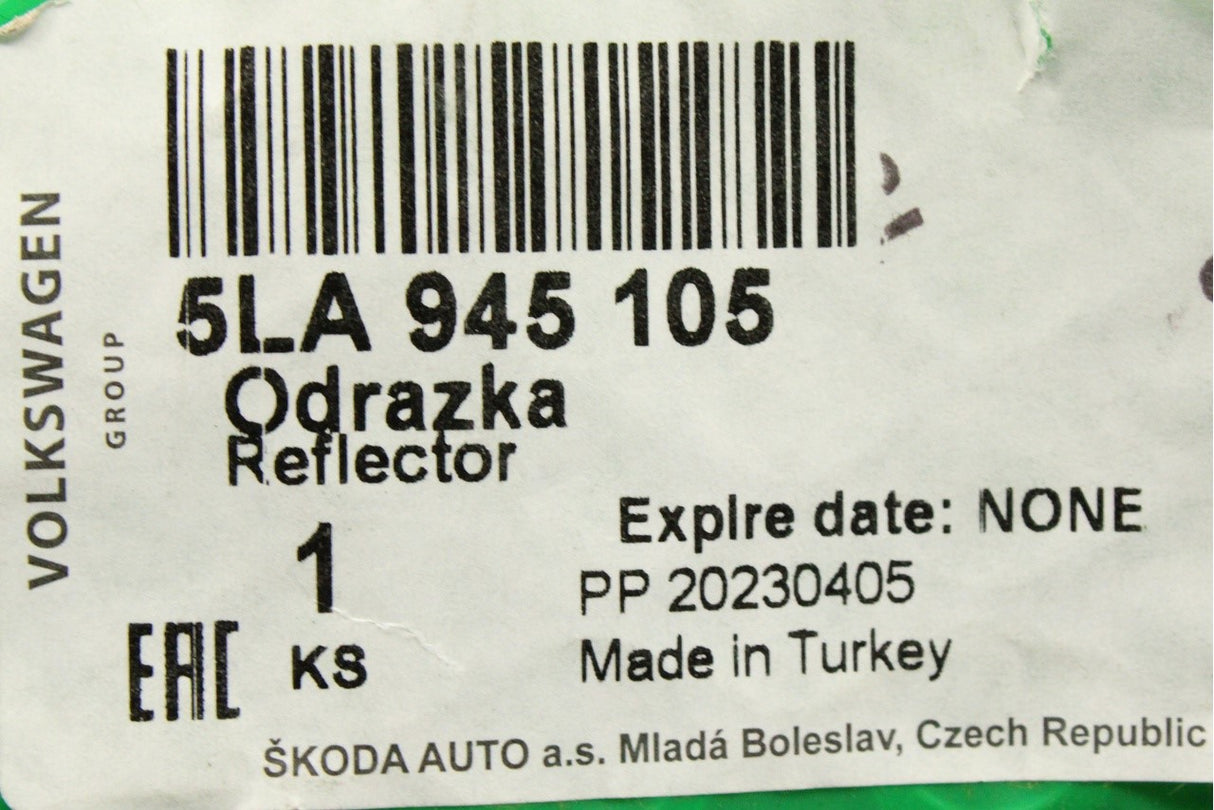 VOLKSWAGEN
GROUP
5LA 945 105
Odrazka
Reflector
1
KS
EAC
Expire date: NONE
PP 20230405
Made in Turkey
ŠKODA AUTO a.s. Mladá Boleslav, Czech Republic